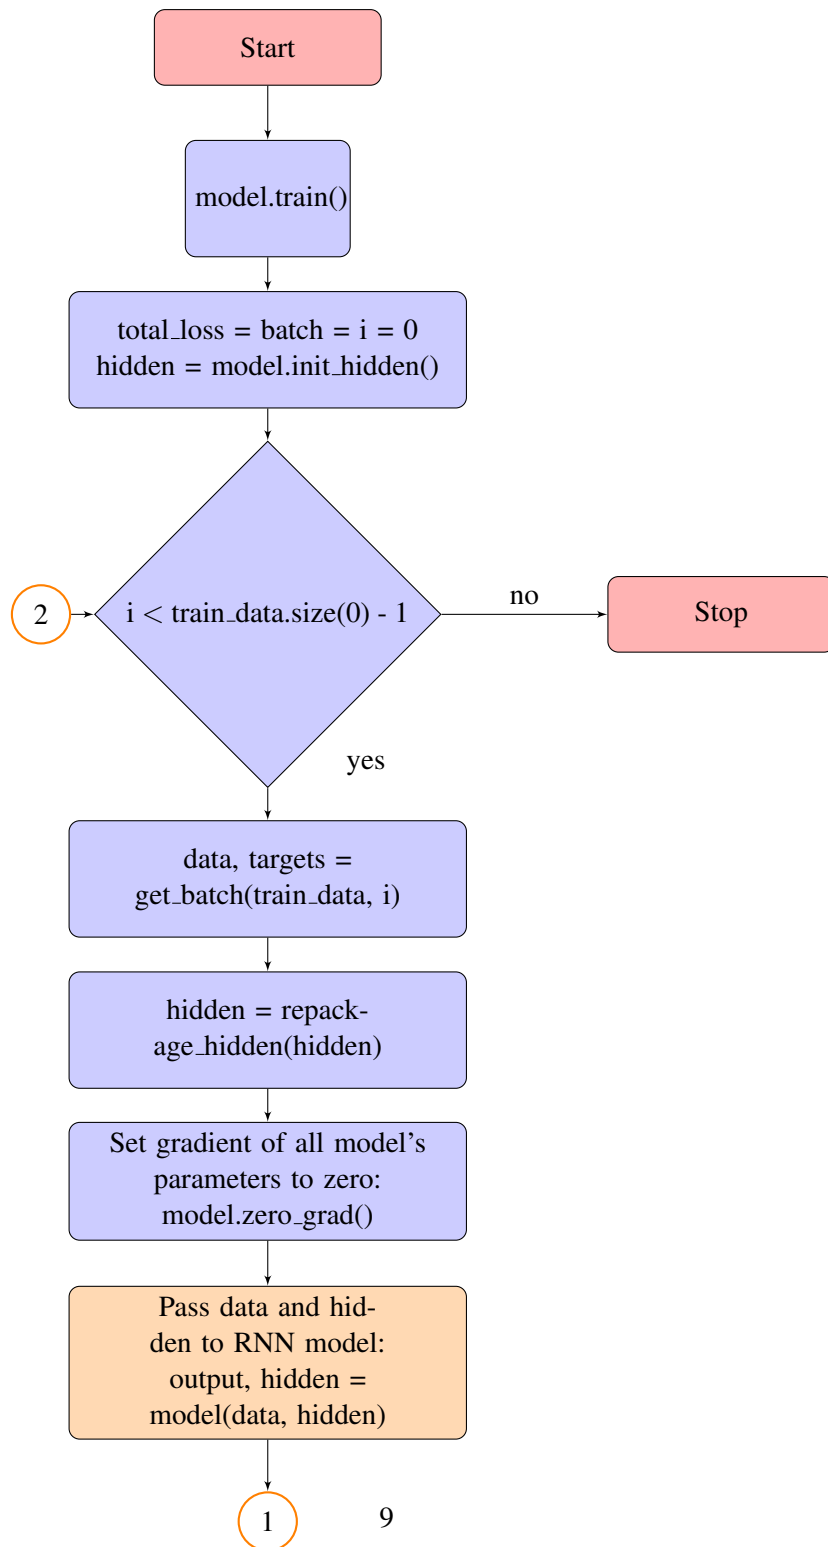 Start
model.train()
total_loss = batch = i = 0
hidden = model.init_hidden()
2
i < train_data.size(0) - 1
no
Stop
yes
data, targets =
get_batch(train_data, i)
hidden = repack-
age_hidden(hidden)
Set gradient of all model's
parameters to zero:
model.zero_grad()
Pass data and hid-
den to RNN model:
output, hidden =
model(data, hidden)
1
9